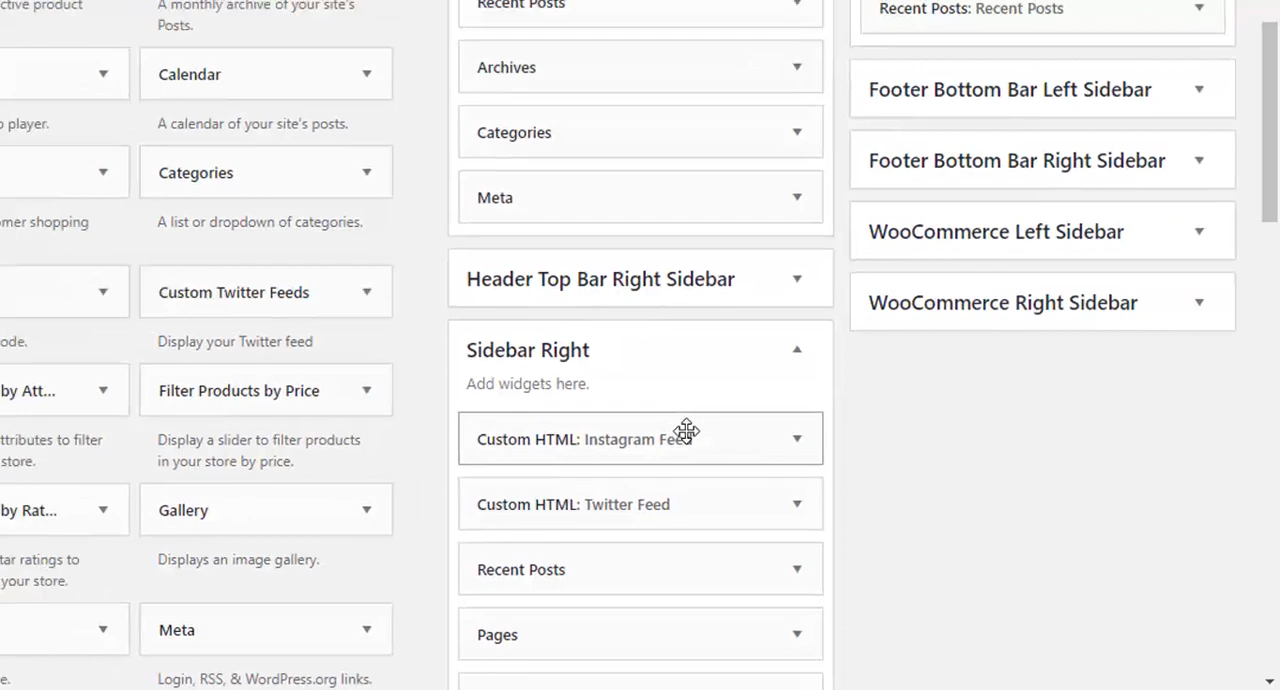 ctive product
p player.
omer shopping
ode.
by Att...
ttributes to filter
store.
by Rat...
tar ratings to
your store.
e.
A monthly archive of your site's
Posts.
Calendar
A calendar of your site's posts.
Categories
A list or dropdown of categories.
Custom Twitter Feeds
Display your Twitter feed
Filter Products by Price
Display a slider to filter products
in your store by price.
Gallery
Displays an image gallery.
Meta
Login, RSS, & WordPress.org links.
Recent Posts
Archives
Categories
Meta
Header Top Bar Right Sidebar
Sidebar Right
Add widgets here.
Custom HTML: Instagram Feed
Custom HTML: Twitter Feed
Recent Posts
Pages
Recent Posts: Recent Posts
Footer Bottom Bar Left Sidebar
Footer Bottom Bar Right Sidebar
WooCommerce Left Sidebar
WooCommerce Right Sidebar